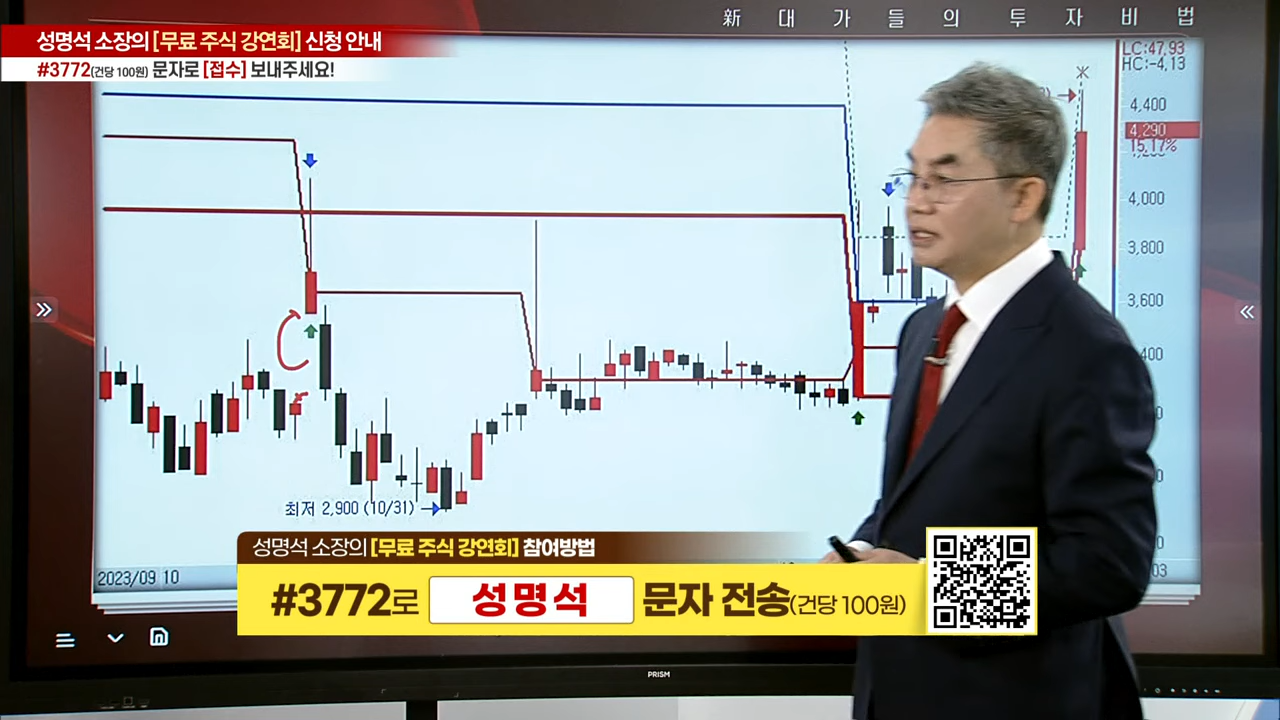 新 대 가 들 의 투 자 비 법
성명석 소장의 [무료 주식 강연회] 신청 안내
#3772(건당 100원) 문자로 [접수] 보내주세요!
LC:47,93
HC:-4,13
4,400
4,290
15,17%
4,000
3,800
3,600
최저 2,900 (10/31)
2023/09 10
성명석 소장의 [무료 주식 강연회] 참여방법
#3772로 성명석 문자 전송(건당 100원)
PRISM